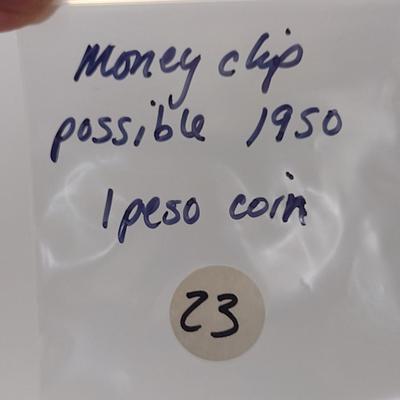 Money clip
possible 1950
1 peso coin
23